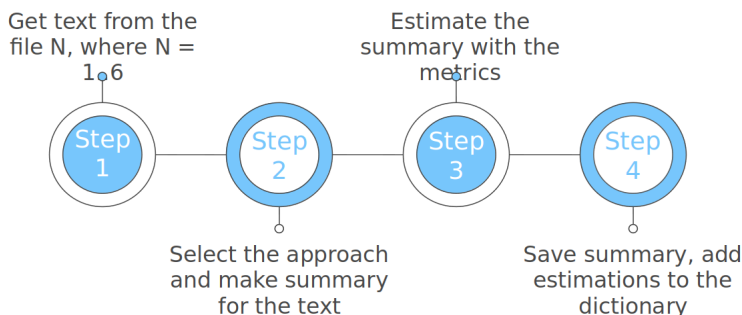 Get text from the
file N, where N =
1..6
Estimate the
summary with the
metrics
Step
1
Step
2
Step
3
Step
4
Select the approach
and make summary
for the text
Save summary, add
estimations to the
dictionary